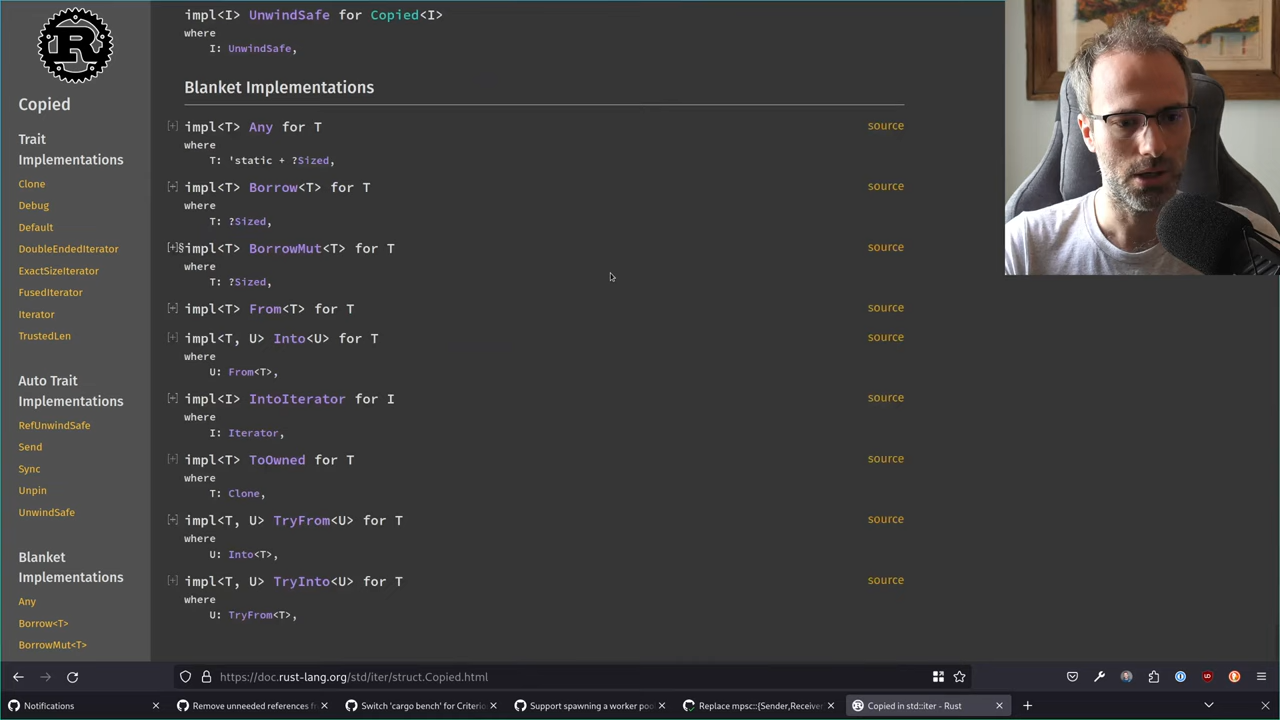 Copied
Trait
Implementations
Clone
Debug
Default
DoubleEndedIterator
ExactSizeIterator
FusedIterator
Iterator
TrustedLen
Auto Trait
Implementations
RefUnwindSafe
Send
Sync
Unpin
UnwindSafe
Blanket
Implementations
Any
Borrow<T>
BorrowMut<T>
impl<I> UnwindSafe for Copied<I>
where
I: UnwindSafe,
Blanket Implementations
[+] impl<T> Any for T source
where
T: 'static + ?Sized,
[+] impl<T> Borrow<T> for T source
where
T: ?Sized,
[+]§impl<T> BorrowMut<T> for T source
where
T: ?Sized,
[+] impl<T> From<T> for T source
[+] impl<T, U> Into<U> for T source
where
U: From<T>,
[+] impl<I> IntoIterator for I source
where
I: Iterator,
[+] impl<T> ToOwned for T source
where
T: Clone,
[+] impl<T, U> TryFrom<U> for T source
where
U: Into<T>,
[+] impl<T, U> TryInto<U> for T source
where
U: TryFrom<T>,
https://doc.rust-lang.org/std/iter/struct.Copied.html
Notifications
Remove unneeded references f
Switch 'cargo bench' for Criterio
Support spawning a worker poo
Replace mpsc::{Sender,Receiver
Copied in std::iter - Rust